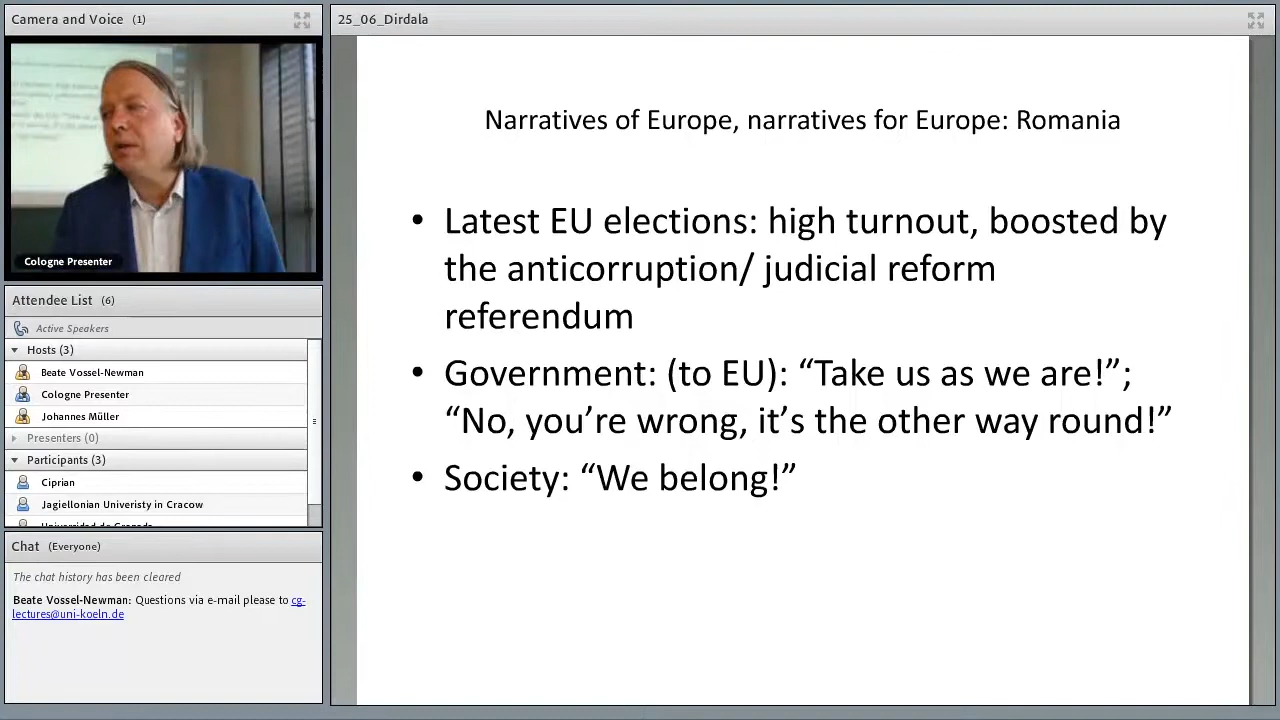 Camera and Voice (1)
Cologne Presenter
Attendee List (6)
Active Speakers
Hosts (3)
Beate Vossel-Newman
Cologne Presenter
Johannes Müller
Presenters (0)
Participants (3)
Ciprian
Jagiellonian Univeristy in Cracow
Chat (Everyone)
The chat history has been cleared
Beate Vossel-Newman: Questions via e-mail please to cg-
lectures@uni-koeln.de
25_06_Dirdala
Narratives of Europe, narratives for Europe: Romania
• Latest EU elections: high turnout, boosted by
the anticorruption/ judicial reform
referendum
• Government: (to EU): “Take us as we are!”;
“No, you’re wrong, it’s the other way round!”
• Society: “We belong!”